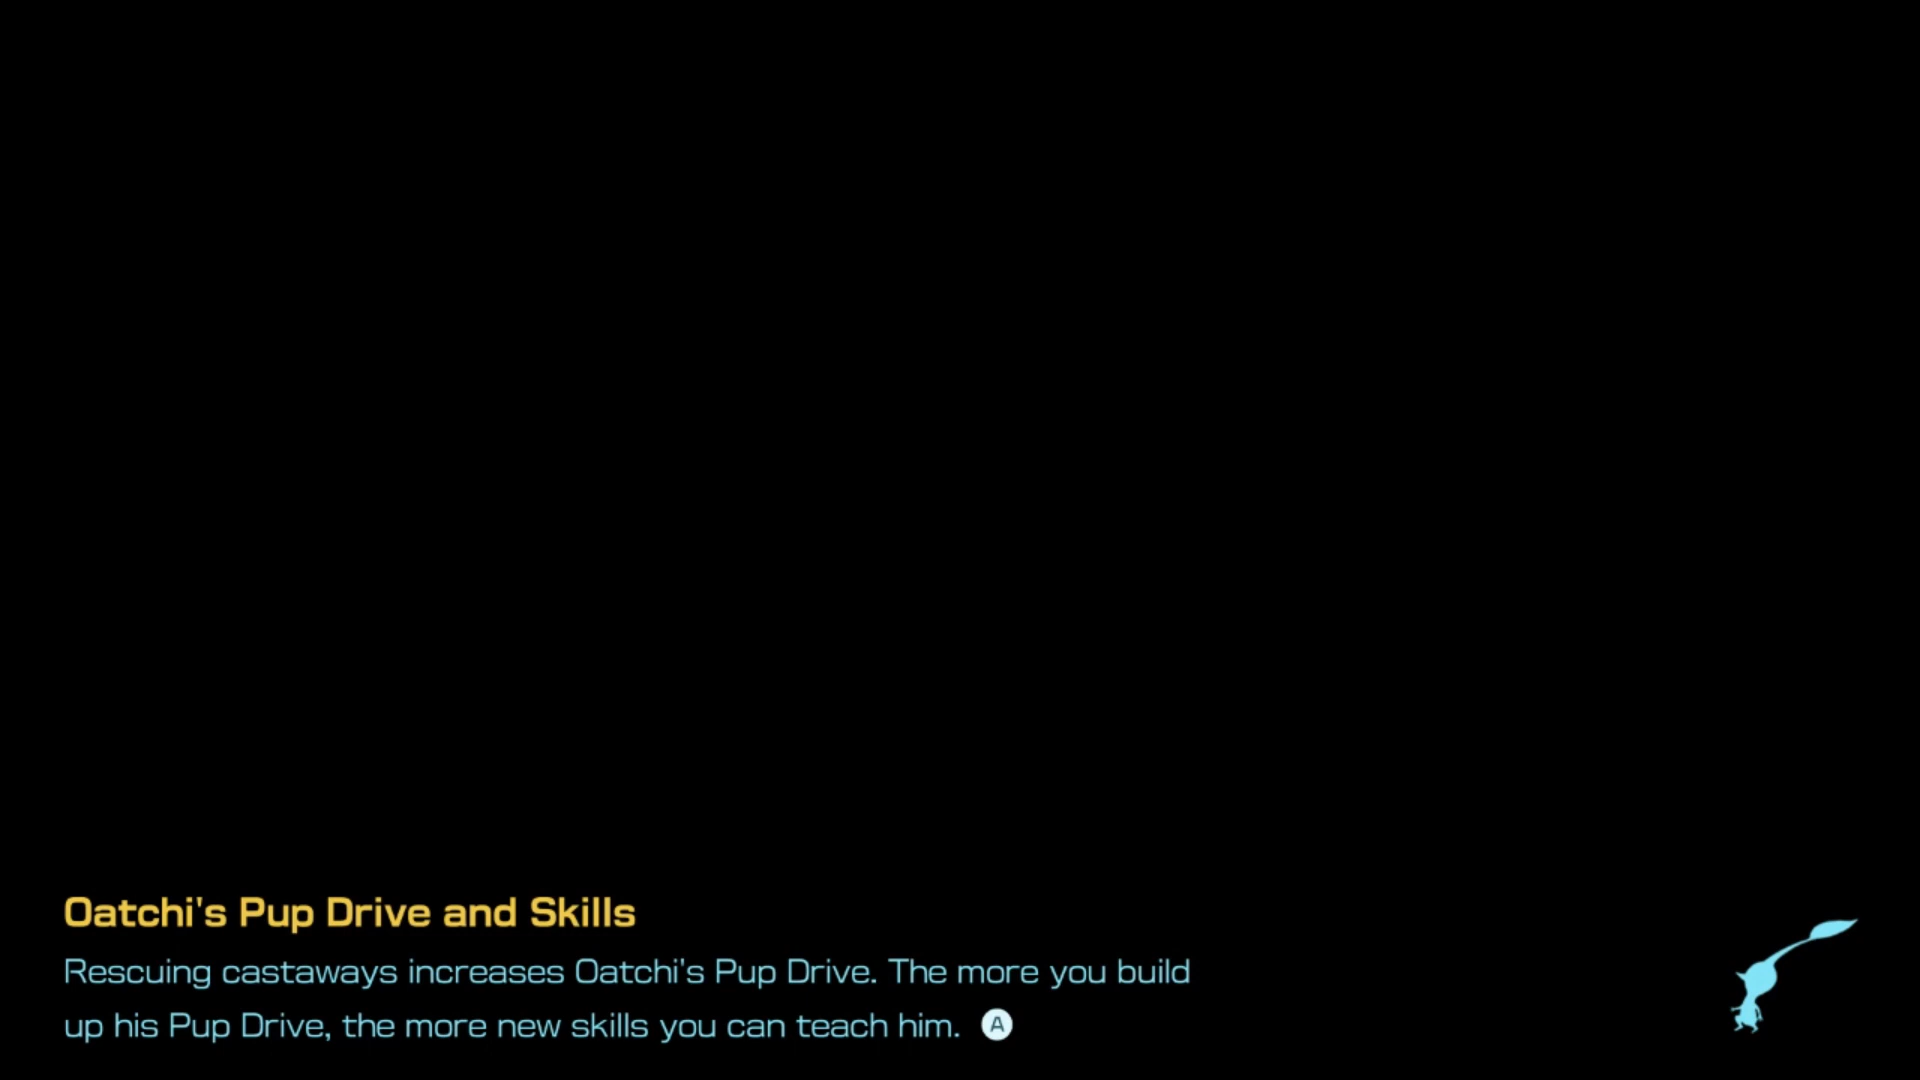 Oatchi's Pup Drive and Skills
Rescuing castaways increases Oatchi's Pup Drive. The more you build
up his Pup Drive, the more new skills you can teach him. A